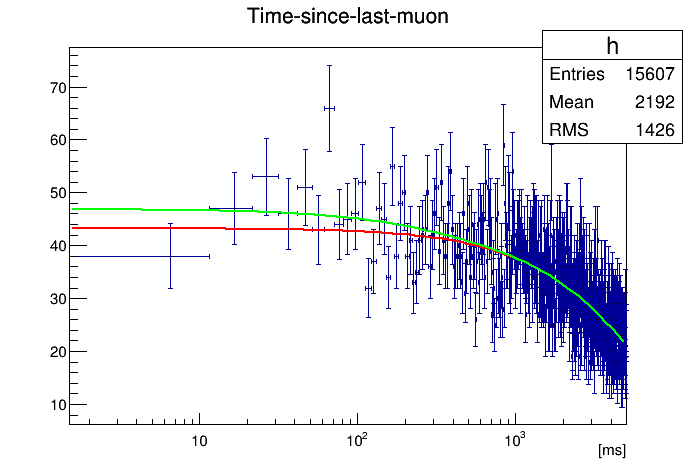 Time-since-last-muon
h
Entries 15607
Mean 2192
RMS 1426
70
60
50
40
30
20
10
10 10² 10³
[ms]